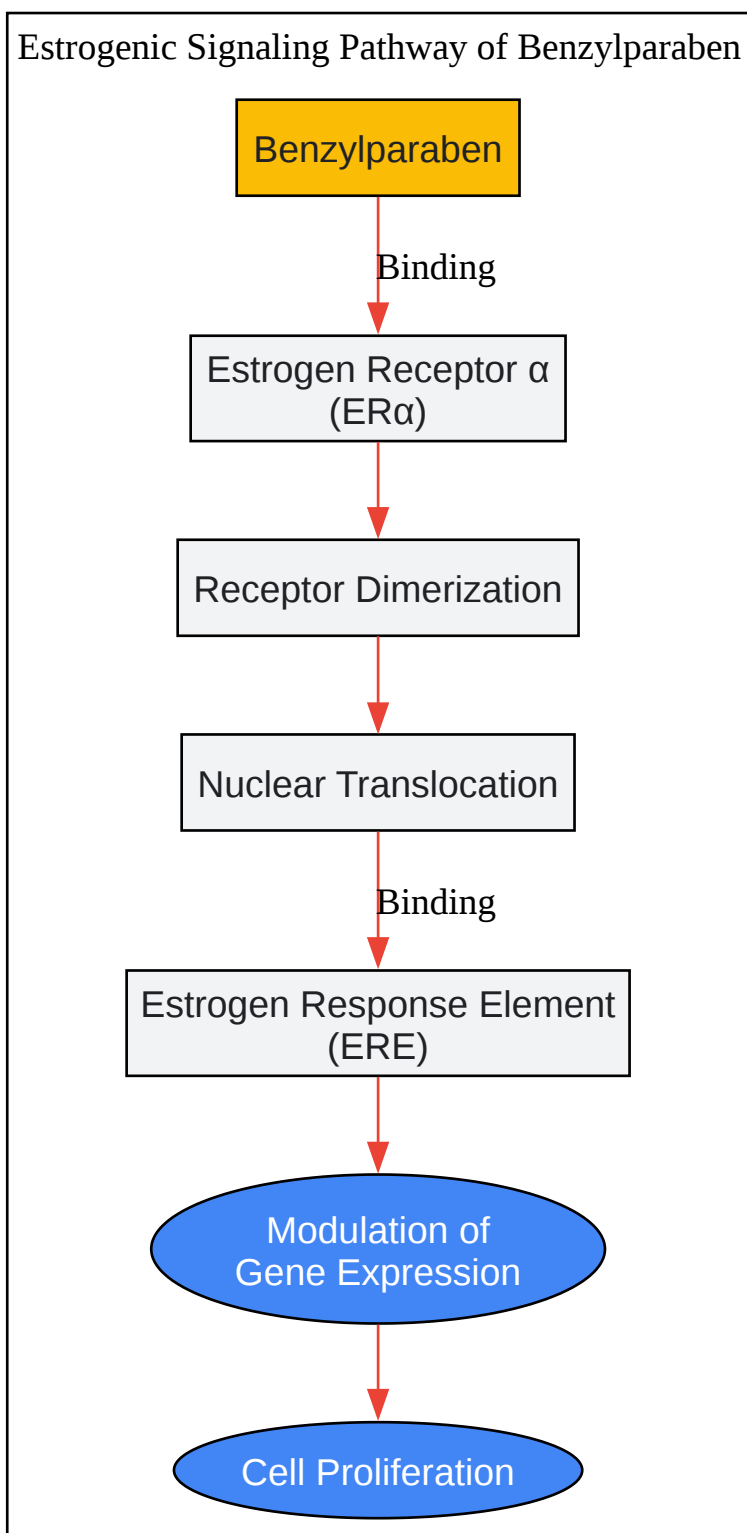 Estrogenic Signaling Pathway of Benzylparaben
Benzylparaben
Binding
Estrogen Receptor α
(ERα)
Receptor Dimerization
Nuclear Translocation
Binding
Estrogen Response Element
(ERE)
Modulation of
Gene Expression
Cell Proliferation